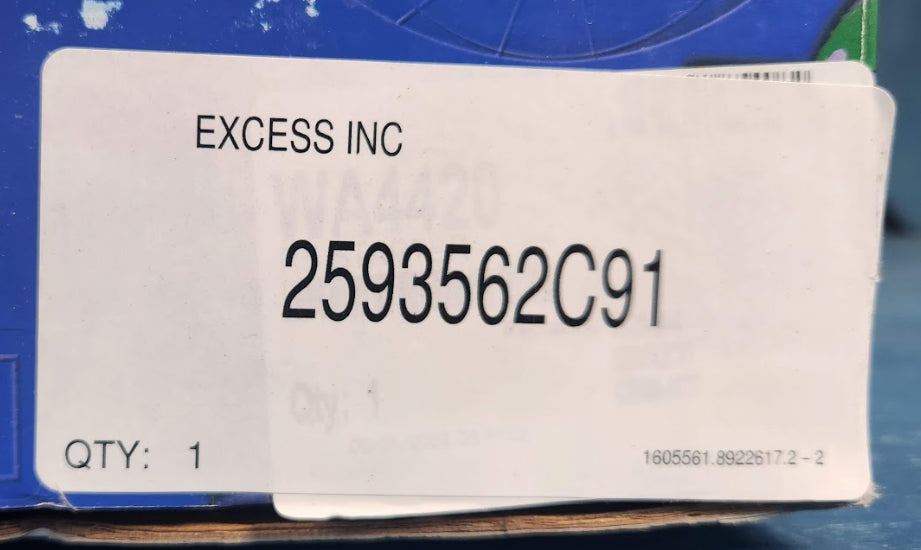 EXCESS INC
WA4420
2593562C91
Qty: 1
QTY: 1
1605561.8922617.2 - 2